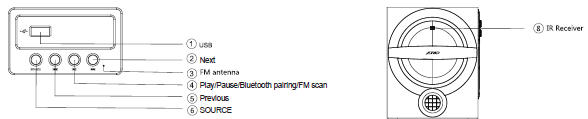 ① USB
② Next
③ FM antenna
④ Play/Pause/Bluetooth pairing/FM scan
⑤ Previous
⑥ SOURCE
⑧ IR Receiver
F&D